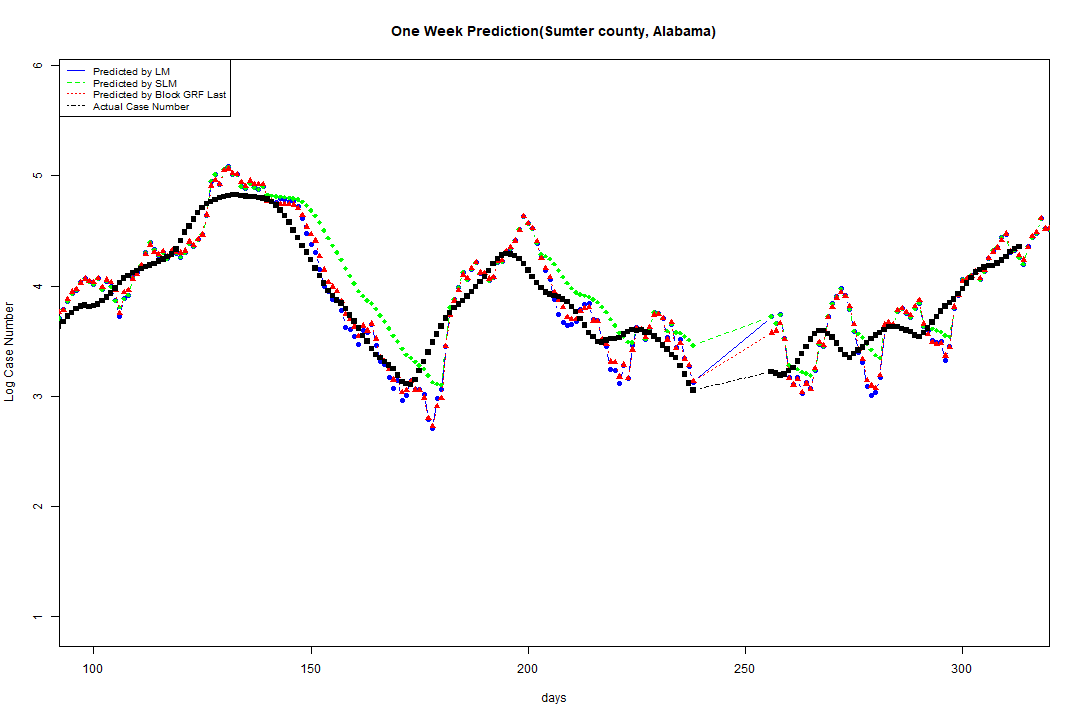 One Week Prediction(Sumter county, Alabama)
Predicted by LM
Predicted by SLM
Predicted by Block GRF Last
Actual Case Number
Log Case Number
6
5
4
3
2
1
100 150 200 250 300
days